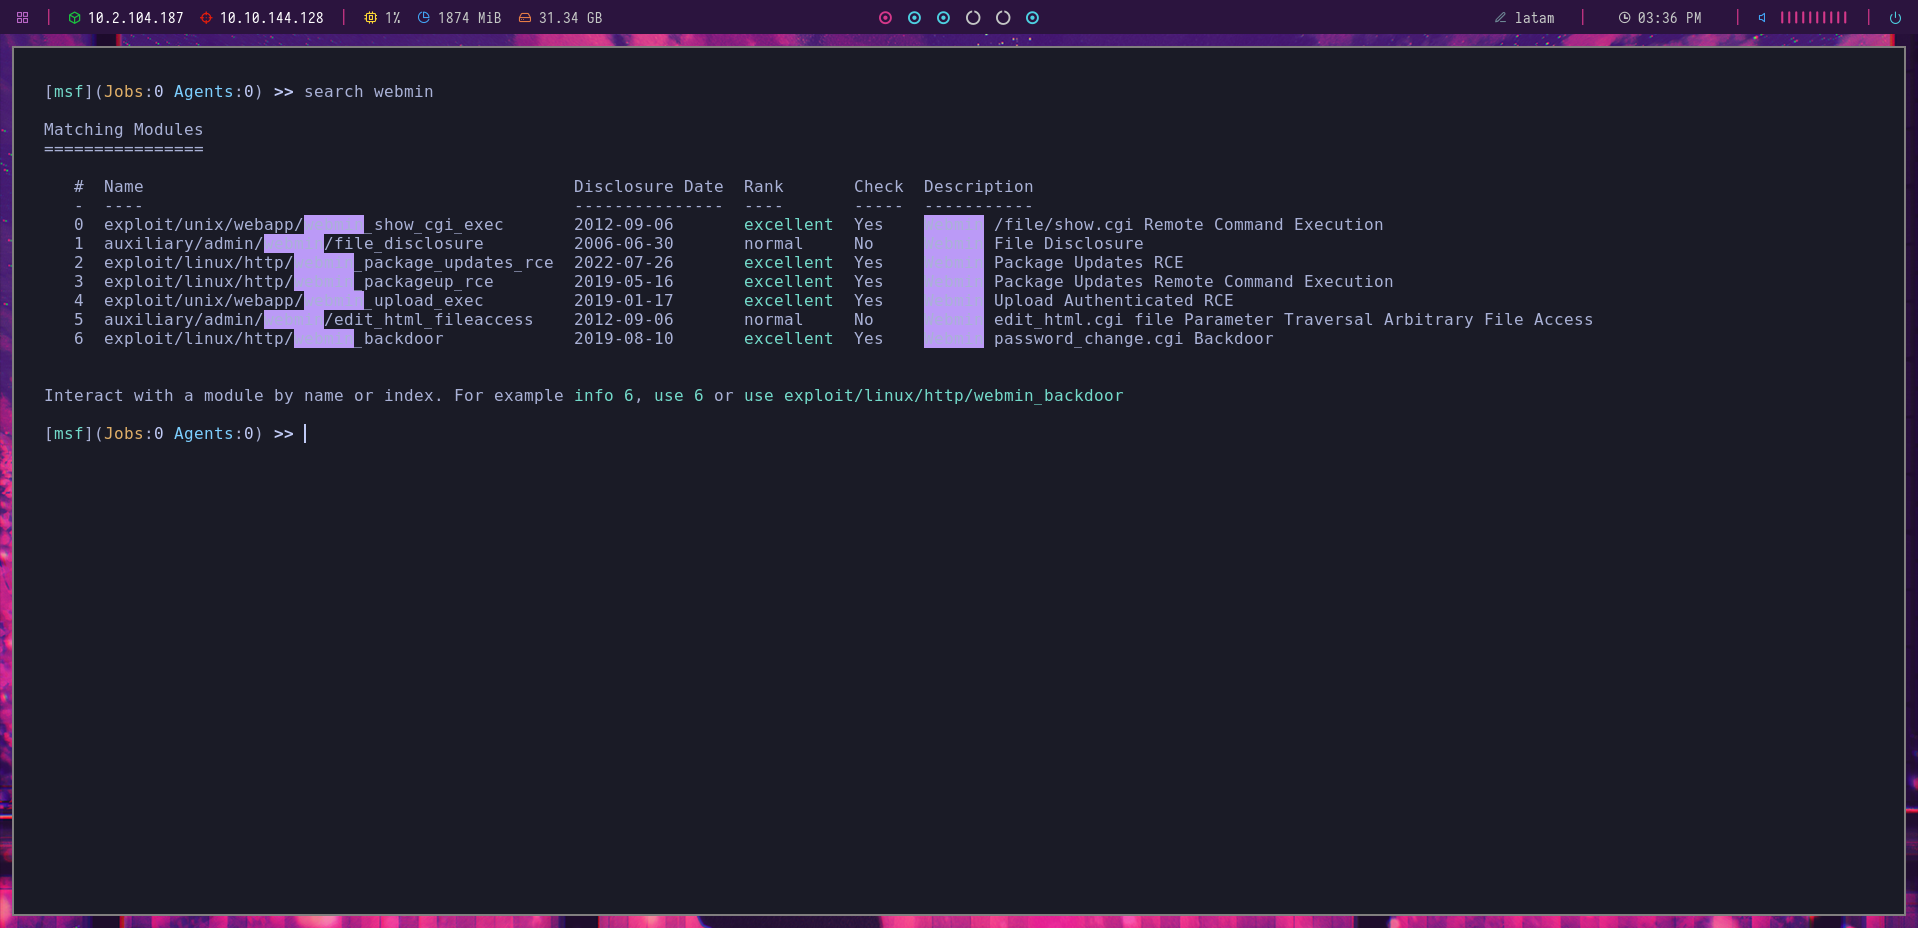 10.2.104.187 10.10.144.128 1% 1874 MiB 31.34 GB latam 03:36 PM
[msf](Jobs:0 Agents:0) >> search webmin
Matching Modules
================
# Name Disclosure Date Rank Check Description
- ---- --------------- ---- ----- -----------
0 exploit/unix/webapp/webmin_show_cgi_exec 2012-09-06 excellent Yes Webmin /file/show.cgi Remote Command Execution
1 auxiliary/admin/webmin/file_disclosure 2006-06-30 normal No Webmin File Disclosure
2 exploit/linux/http/webmin_package_updates_rce 2022-07-26 excellent Yes Webmin Package Updates RCE
3 exploit/linux/http/webmin_packageup_rce 2019-05-16 excellent Yes Webmin Package Updates Remote Command Execution
4 exploit/unix/webapp/webmin_upload_exec 2019-01-17 excellent Yes Webmin Upload Authenticated RCE
5 auxiliary/admin/webmin/edit_html_fileaccess 2012-09-06 normal No Webmin edit_html.cgi file Parameter Traversal Arbitrary File Access
6 exploit/linux/http/webmin_backdoor 2019-08-10 excellent Yes Webmin password_change.cgi Backdoor
Interact with a module by name or index. For example info 6, use 6 or use exploit/linux/http/webmin_backdoor
[msf](Jobs:0 Agents:0) >>